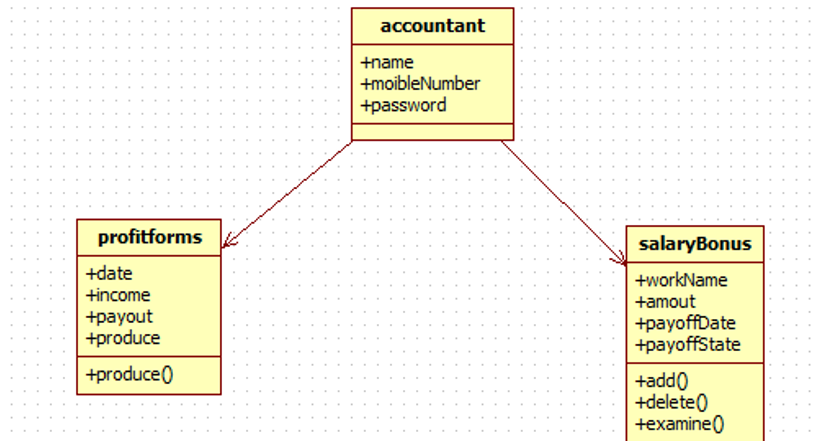 accountant
+name
+moibleNumber
+password
profitforms
+date
+income
+payout
+produce
+produce()
salaryBonus
+workName
+amout
+payoffDate
+payoffState
+add()
+delete()
+examine()